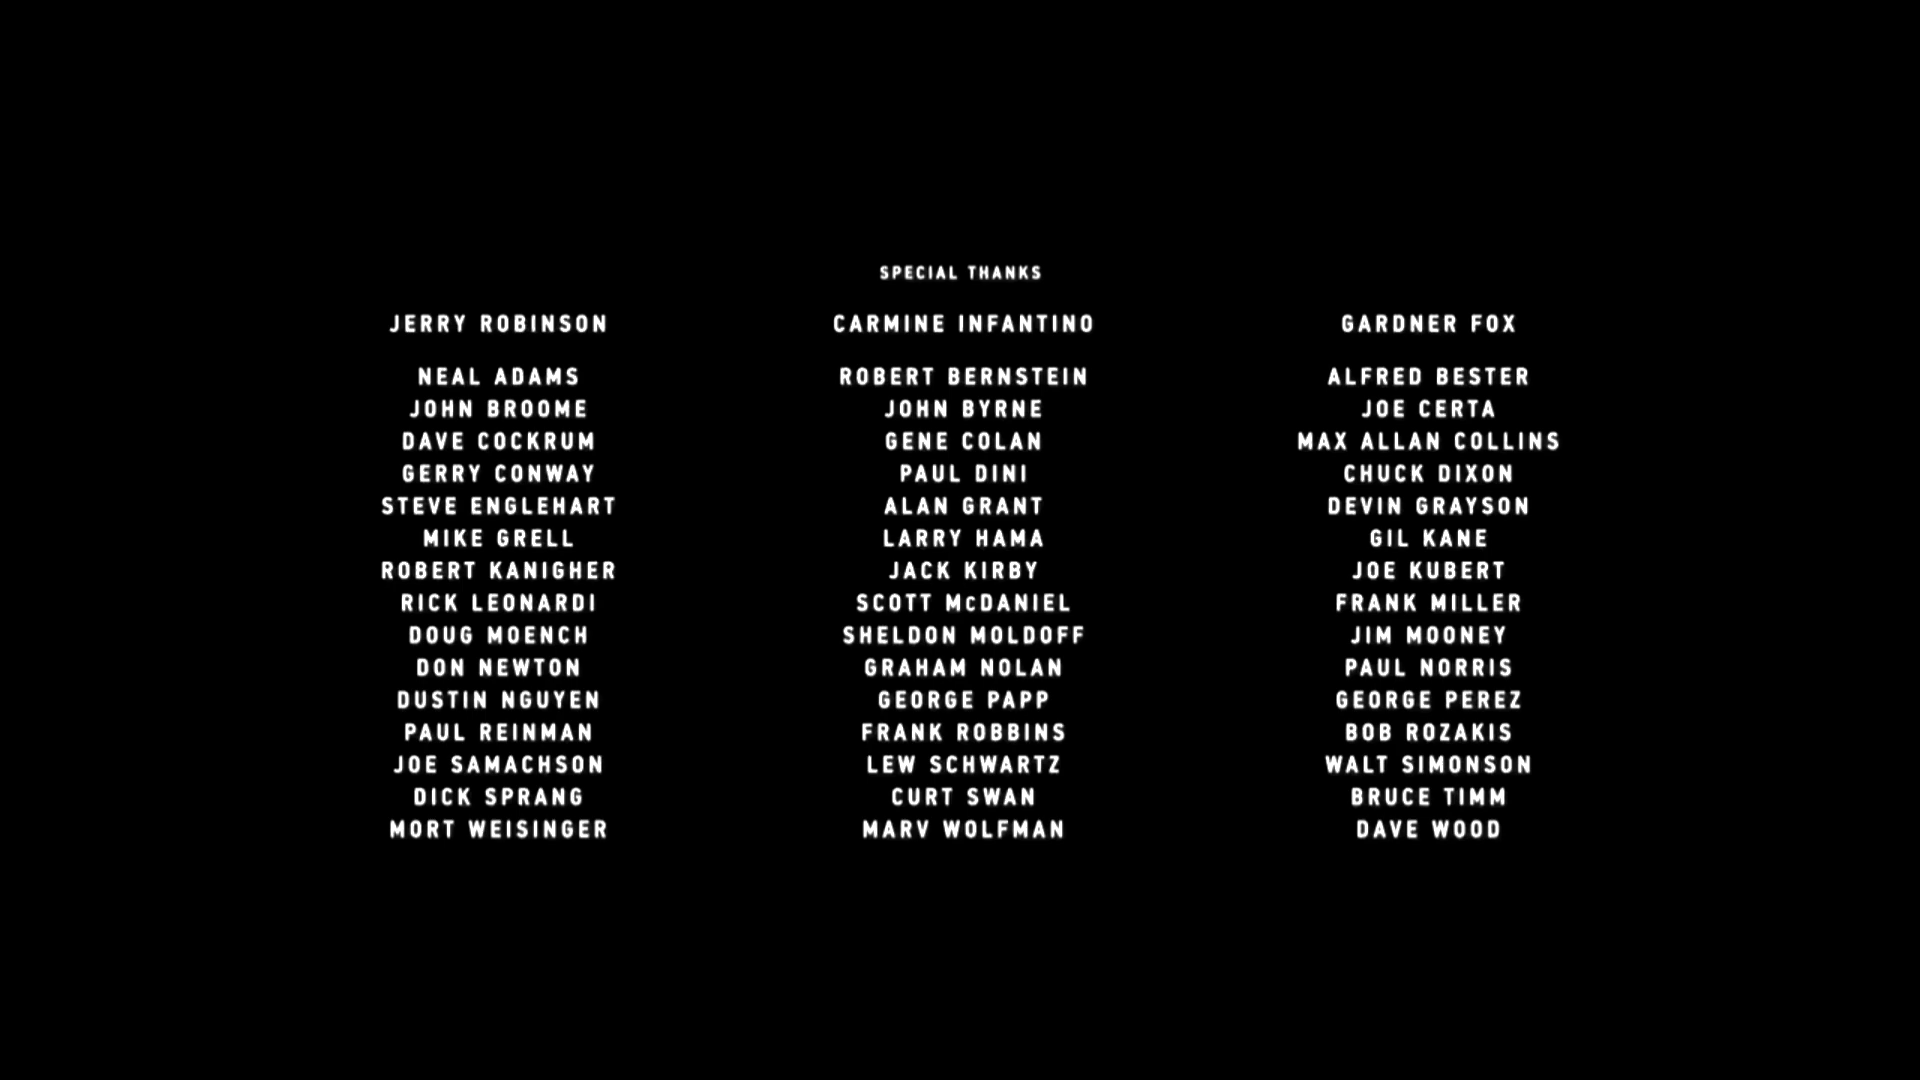 SPECIAL THANKS
JERRY ROBINSON CARMINE INFANTINO GARDNER FOX
NEAL ADAMS ROBERT BERNSTEIN ALFRED BESTER
JOHN BROOME JOHN BYRNE JOE CERTA
DAVE COCKRUM GENE COLAN MAX ALLAN COLLINS
GERRY CONWAY PAUL DINI CHUCK DIXON
STEVE ENGLEHART ALAN GRANT DEVIN GRAYSON
MIKE GRELL LARRY HAMA GIL KANE
ROBERT KANIGHER JACK KIRBY JOE KUBERT
RICK LEONARDI SCOTT McDANIEL FRANK MILLER
DOUG MOENCH SHELDON MOLDOFF JIM MOONEY
DON NEWTON GRAHAM NOLAN PAUL NORRIS
DUSTIN NGUYEN GEORGE PAPP GEORGE PEREZ
PAUL REINMAN FRANK ROBBINS BOB ROZAKIS
JOE SAMACHSON LEW SCHWARTZ WALT SIMONSON
DICK SPRANG CURT SWAN BRUCE TIMM
MORT WEISINGER MARV WOLFMAN DAVE WOOD